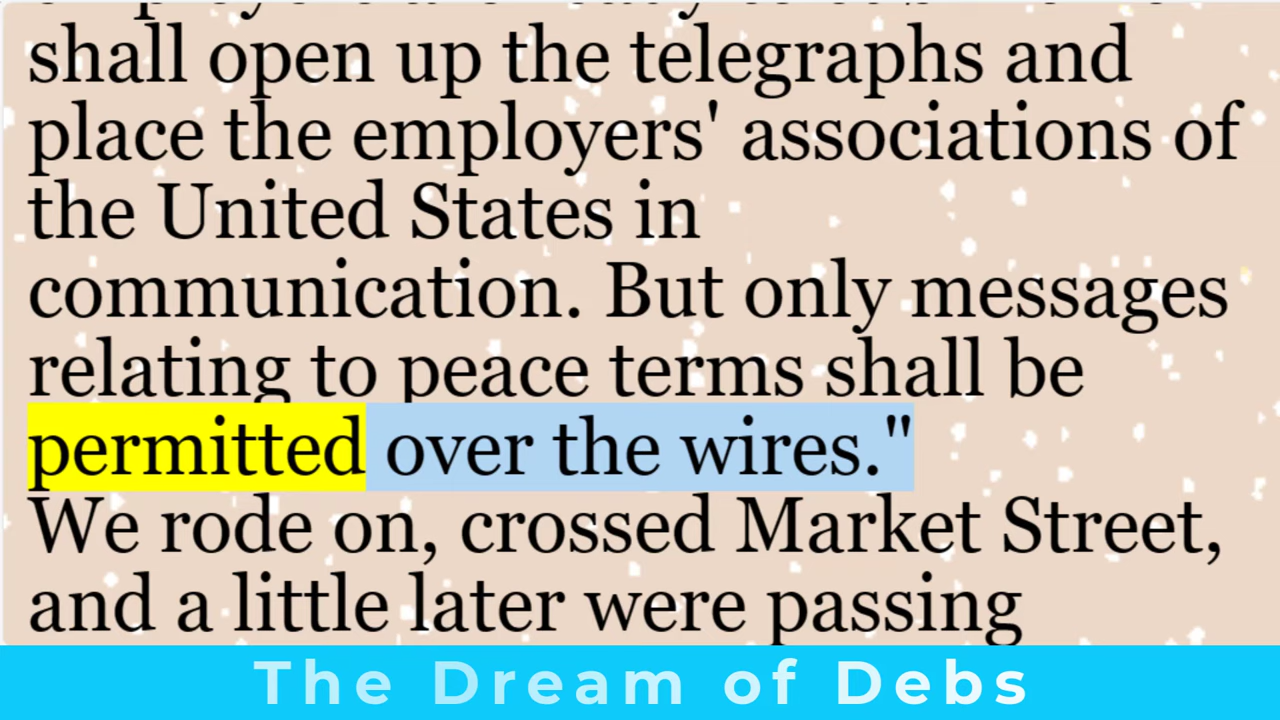 shall open up the telegraphs and
place the employers' associations of
the United States in
communication. But only messages
relating to peace terms shall be
permitted over the wires."
We rode on, crossed Market Street,
and a little later were passing
The Dream of Debs